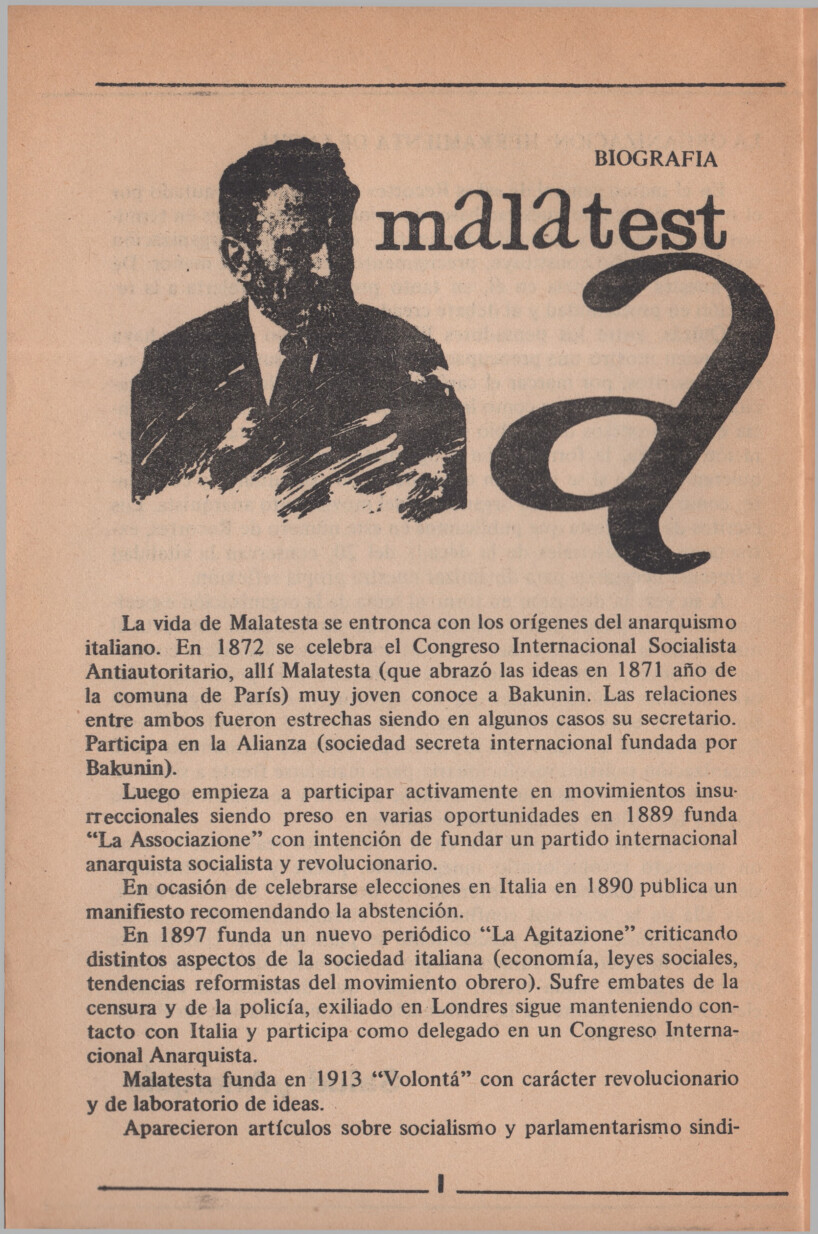 BIOGRAFIA
malatesta
La vida de Malatesta se entronca con los orígenes del anarquismo
italiano. En 1872 se celebra el Congreso Internacional Socialista
Antiautoritario, allí Malatesta (que abrazó las ideas en 1871 año de
la comuna de París) muy joven conoce a Bakunin. Las relaciones
entre ambos fueron estrechas siendo en algunos casos su secretario.
Participa en la Alianza (sociedad secreta internacional fundada por
Bakunin).
Luego empieza a participar activamente en movimientos insu-
rreccionales siendo preso en varias oportunidades en 1889 funda
“La Associazione” con intención de fundar un partido internacional
anarquista socialista y revolucionario.
En ocasión de celebrarse elecciones en Italia en 1890 publica un
manifiesto recomendando la abstención.
En 1897 funda un nuevo periódico “La Agitazione” criticando
distintos aspectos de la sociedad italiana (economía, leyes sociales,
tendencias reformistas del movimiento obrero). Sufre embates de la
censura y de la policía, exiliado en Londres sigue manteniendo con-
tacto con Italia y participa como delegado en un Congreso Interna-
cional Anarquista.
Malatesta funda en 1913 “Volontá” con carácter revolucionario
y de laboratorio de ideas.
Aparecieron artículos sobre socialismo y parlamentarismo sindi-
I